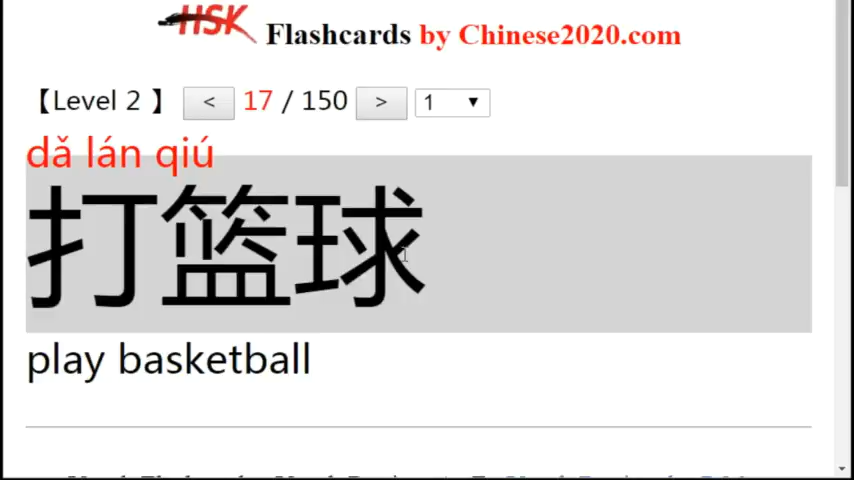 HSK Flashcards by Chinese2020.com
【Level 2 】 < 17 / 150 > 1 ▼
dǎ lán qiú
打篮球
play basketball